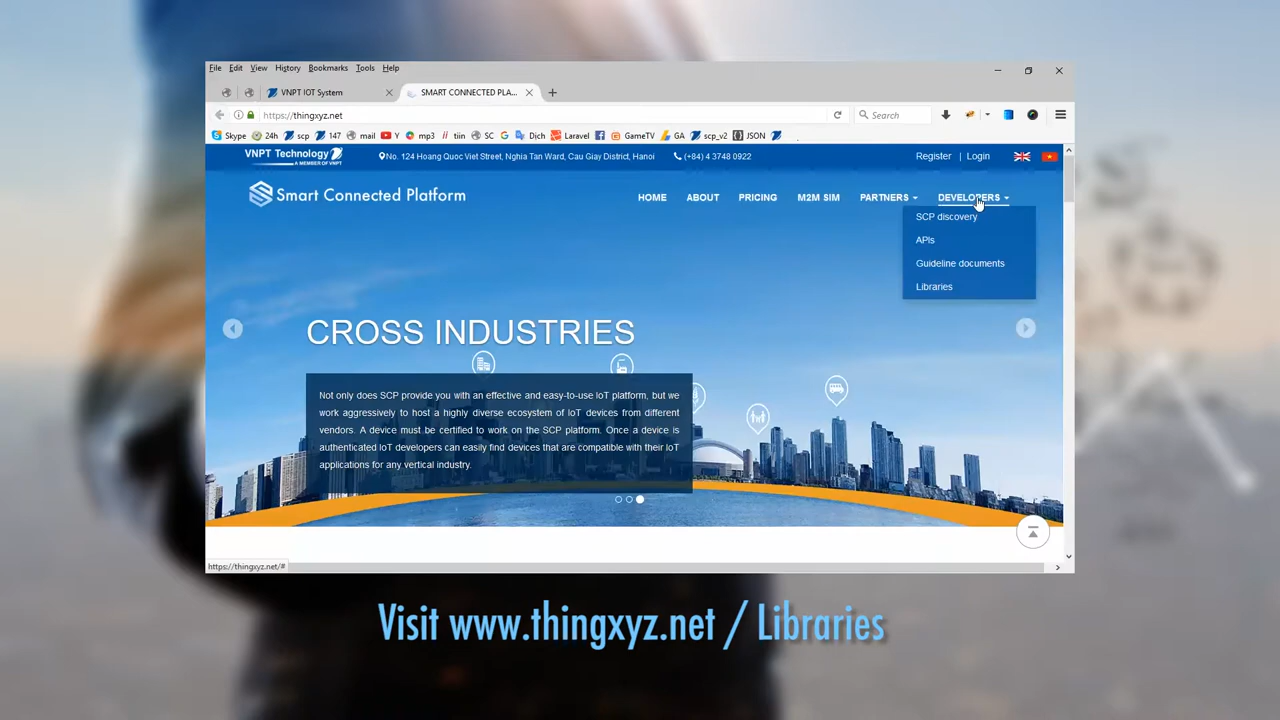 File Edit View History Bookmarks Tools Help
VNPT IOT System SMART CONNECTED PLA...
https://thingxyz.net Search
Skype 24h scp 147 mail Y mp3 tiin SC Dich Laravel GameTV GA scp_v2 JSON
VNPT Technology
A MEMBER OF VNPT
No. 124 Hoang Quoc Viet Street, Nghia Tan Ward, Cau Giay District, Hanoi (+84) 4 3748 0922 Register | Login
Smart Connected Platform HOME ABOUT PRICING M2M SIM PARTNERS DEVELOPERS
SCP discovery
APIs
Guideline documents
Libraries
CROSS INDUSTRIES
Not only does SCP provide you with an effective and easy-to-use IoT platform, but we
work aggressively to host a highly diverse ecosystem of IoT devices from different
vendors. A device must be certified to work on the SCP platform. Once a device is
authenticated IoT developers can easily find devices that are compatible with their IoT
applications for any vertical industry.
https://thingxyz.net/#
Visit www.thingxyz.net / Libraries